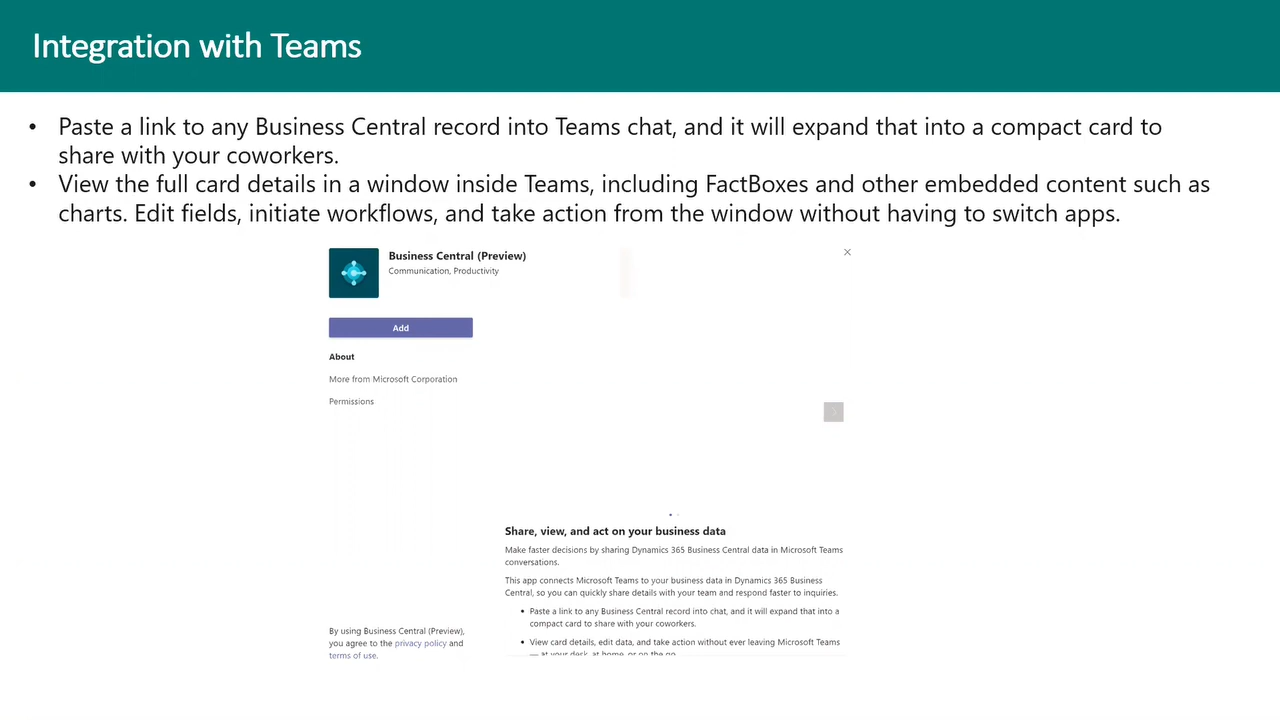 Integration with Teams
• Paste a link to any Business Central record into Teams chat, and it will expand that into a compact card to
share with your coworkers.
• View the full card details in a window inside Teams, including FactBoxes and other embedded content such as
charts. Edit fields, initiate workflows, and take action from the window without having to switch apps.
Business Central (Preview)
Communication, Productivity
Add
About
More from Microsoft Corporation
Permissions
Share, view, and act on your business data
Make faster decisions by sharing Dynamics 365 Business Central data in Microsoft Teams
conversations.
This app connects Microsoft Teams to your business data in Dynamics 365 Business
Central, so you can quickly share details with your team and respond faster to inquiries.
• Paste a link to any Business Central record into chat, and it will expand that into a
compact card to share with your coworkers.
• View card details, edit data, and take action without ever leaving Microsoft Teams
— at your desk, at home, or on the go.
By using Business Central (Preview),
you agree to the privacy policy and
terms of use.